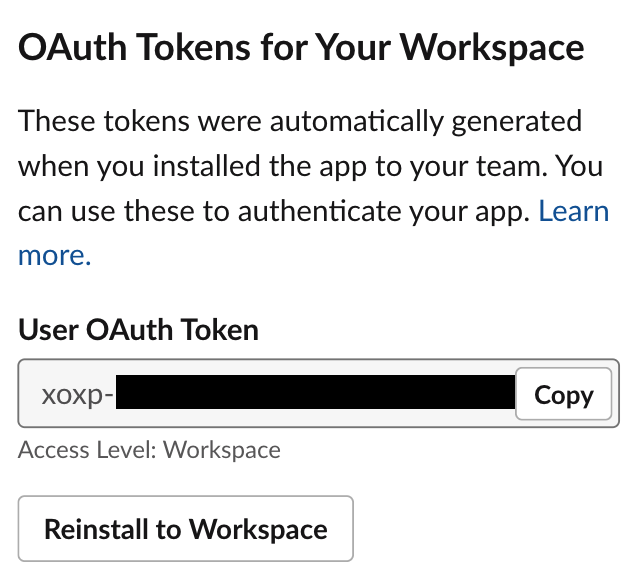 OAuth Tokens for Your Workspace
These tokens were automatically generated
when you installed the app to your team. You
can use these to authenticate your app. Learn
more.
User OAuth Token
xoxp-
Copy
Access Level: Workspace
Reinstall to Workspace